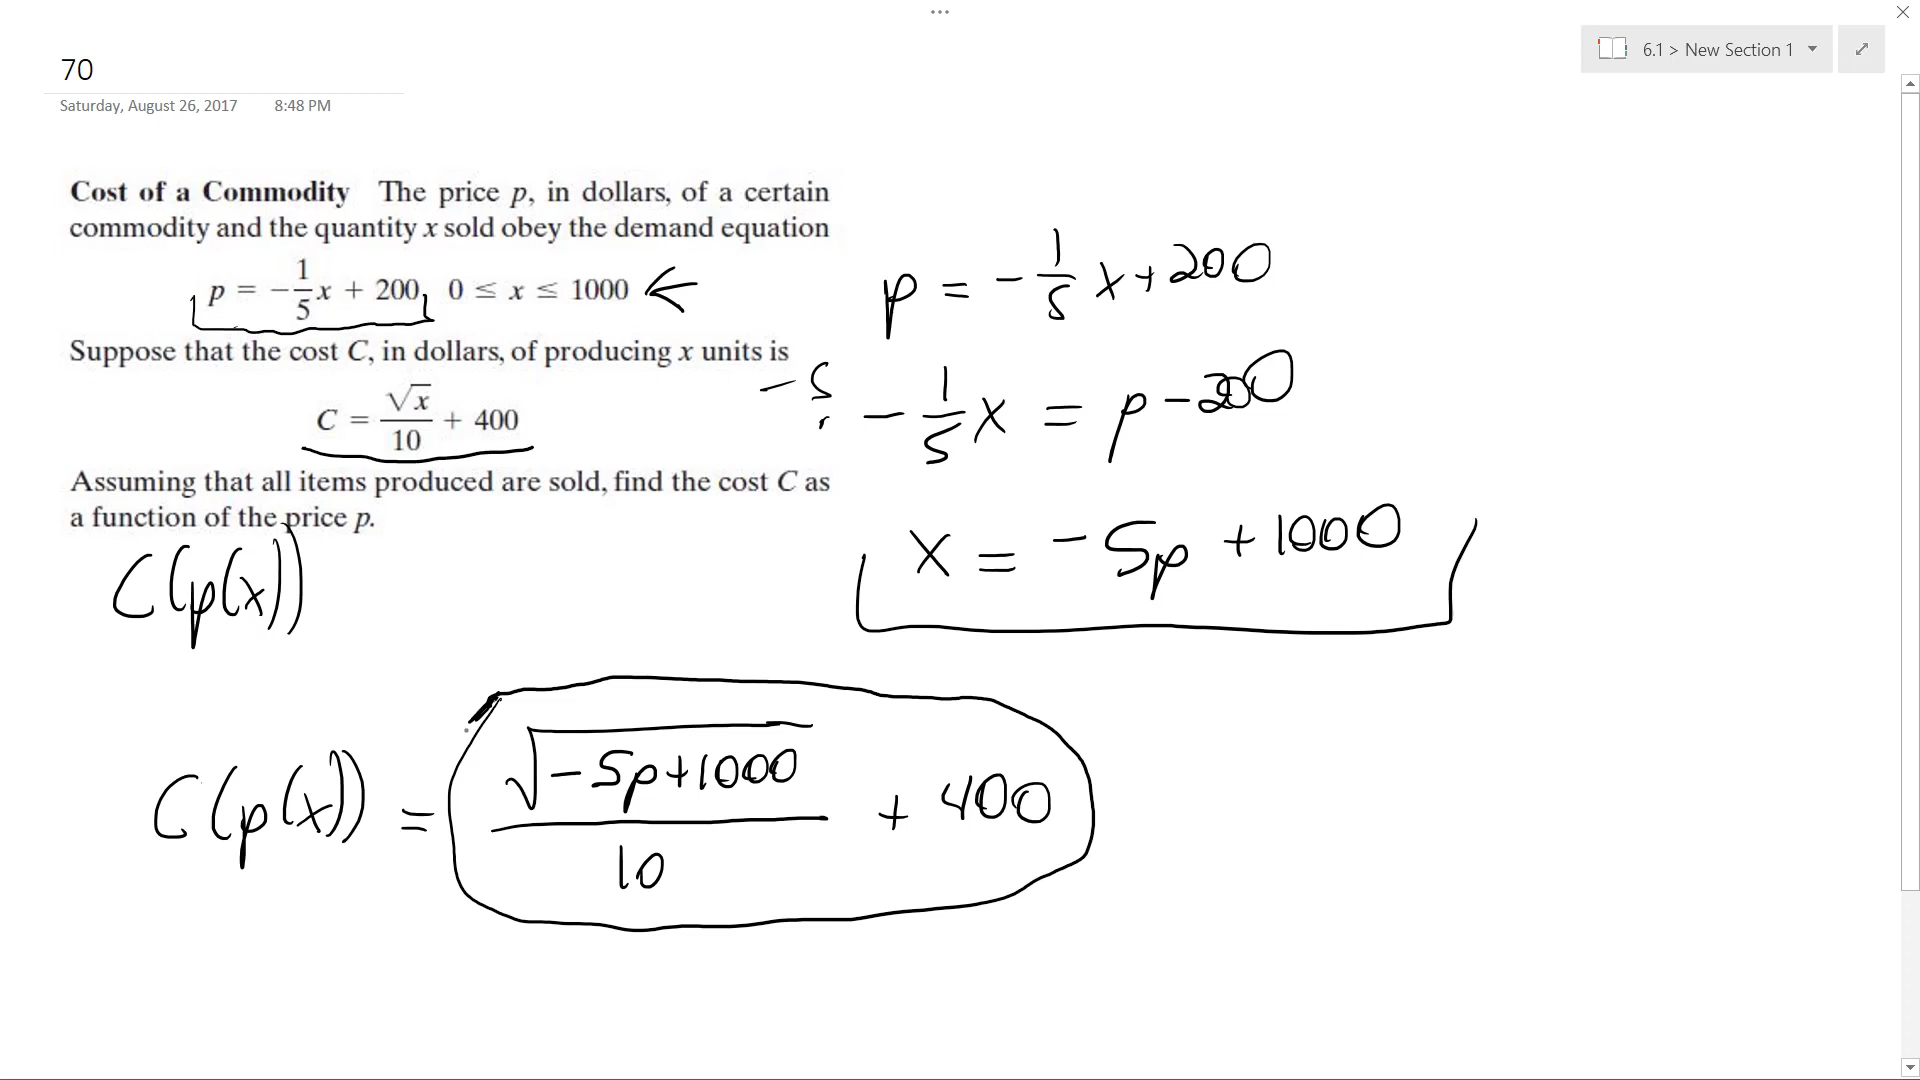 6.1 > New Section 1
70
Saturday, August 26, 2017 8:48 PM
Cost of a Commodity The price p, in dollars, of a certain
commodity and the quantity x sold obey the demand equation
p = -1/5 x + 200, 0 ≤ x ≤ 1000
Suppose that the cost C, in dollars, of producing x units is
C = √x/10 + 400
Assuming that all items produced are sold, find the cost C as
a function of the price p.
C(p(x))
p = -1/5 x + 200
-5/1 -1/5 x = p - 200
x = -5p + 1000
C(p(x)) = √(-5p+1000)/10 + 400